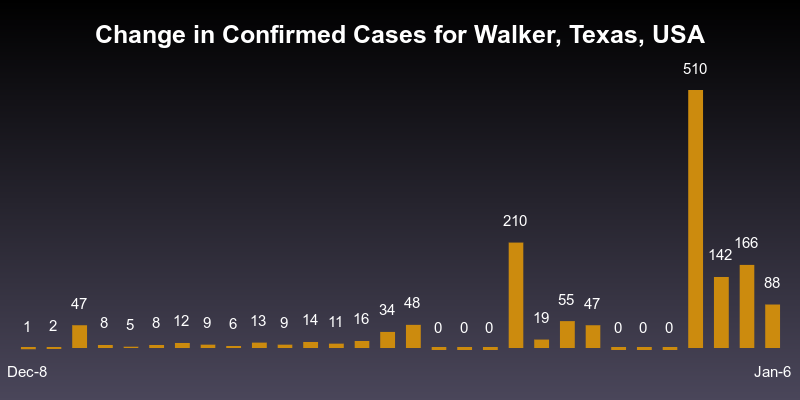 Change in Confirmed Cases for Walker, Texas, USA
1 2 47 8 5 8 12 9 6 13 9 14 11 16 34 48 0 0 0 210 19 55 47 0 0 0 510 142 166 88
Dec-8 Jan-6